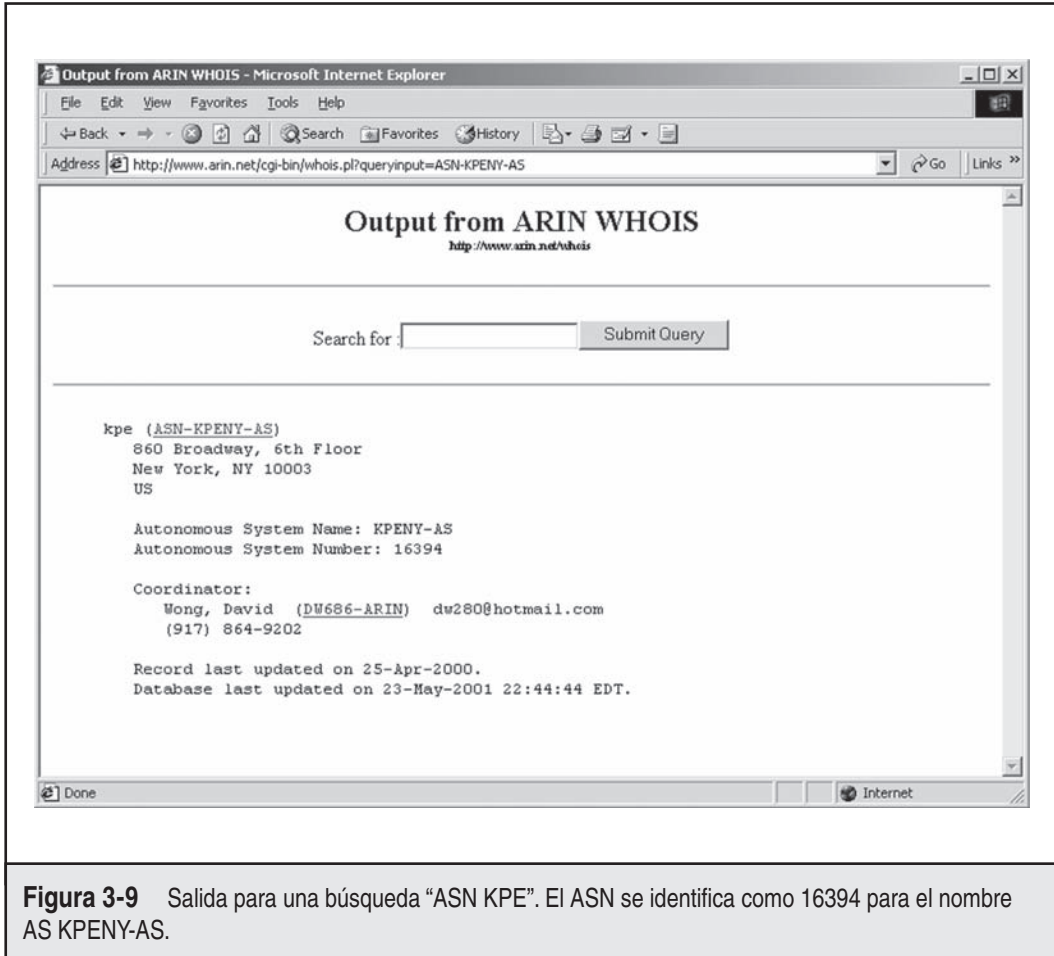 Output from ARIN WHOIS - Microsoft Internet Explorer
File Edit View Favorites Tools Help
Back Search Favorites History
Address http://www.arin.net/cgi-bin/whois.pl?queryinput=ASN-KPENY-AS Go Links »
Output from ARIN WHOIS
http://www.arin.net/whois
Search for : Submit Query
kpe (ASN-KPENY-AS)
860 Broadway, 6th Floor
New York, NY 10003
US
Autonomous System Name: KPENY-AS
Autonomous System Number: 16394
Coordinator:
Wong, David (DW686-ARIN) dw280@hotmail.com
(917) 864-9202
Record last updated on 25-Apr-2000.
Database last updated on 23-May-2001 22:44:44 EDT.
Done Internet
Figura 3-9 Salida para una búsqueda “ASN KPE”. El ASN se identifica como 16394 para el nombre
AS KPENY-AS.